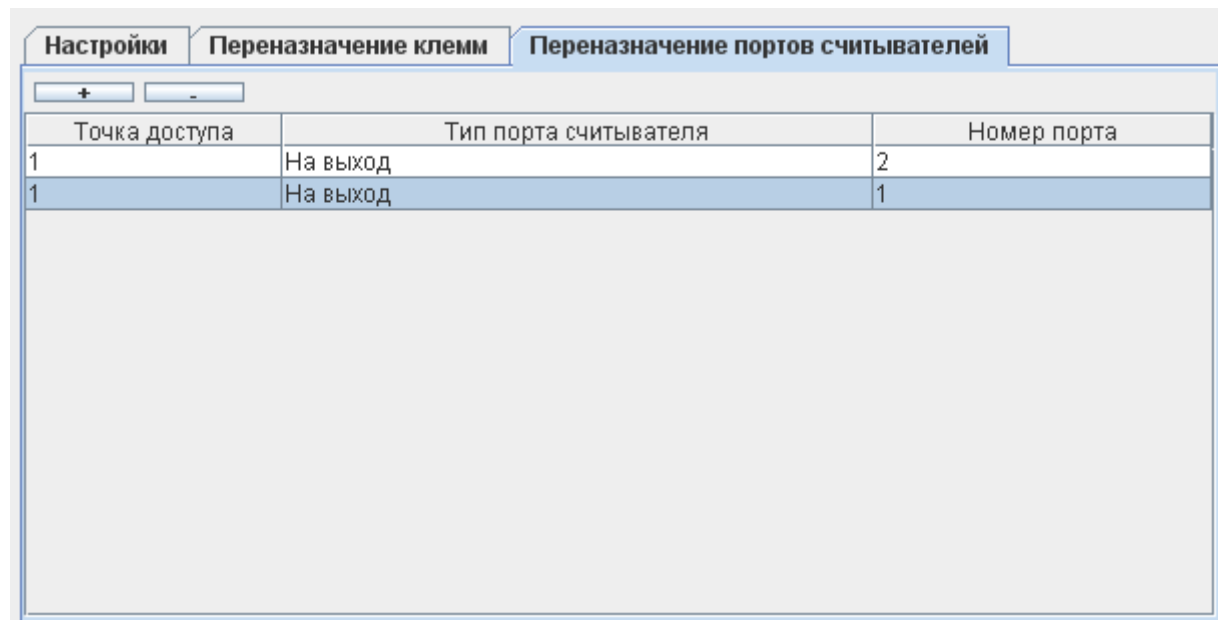 Настройки Переназначение клемм Переназначение портов считывателей
+ -
Точка доступа Тип порта считывателя Номер порта
1 На выход 2
1 На выход 1